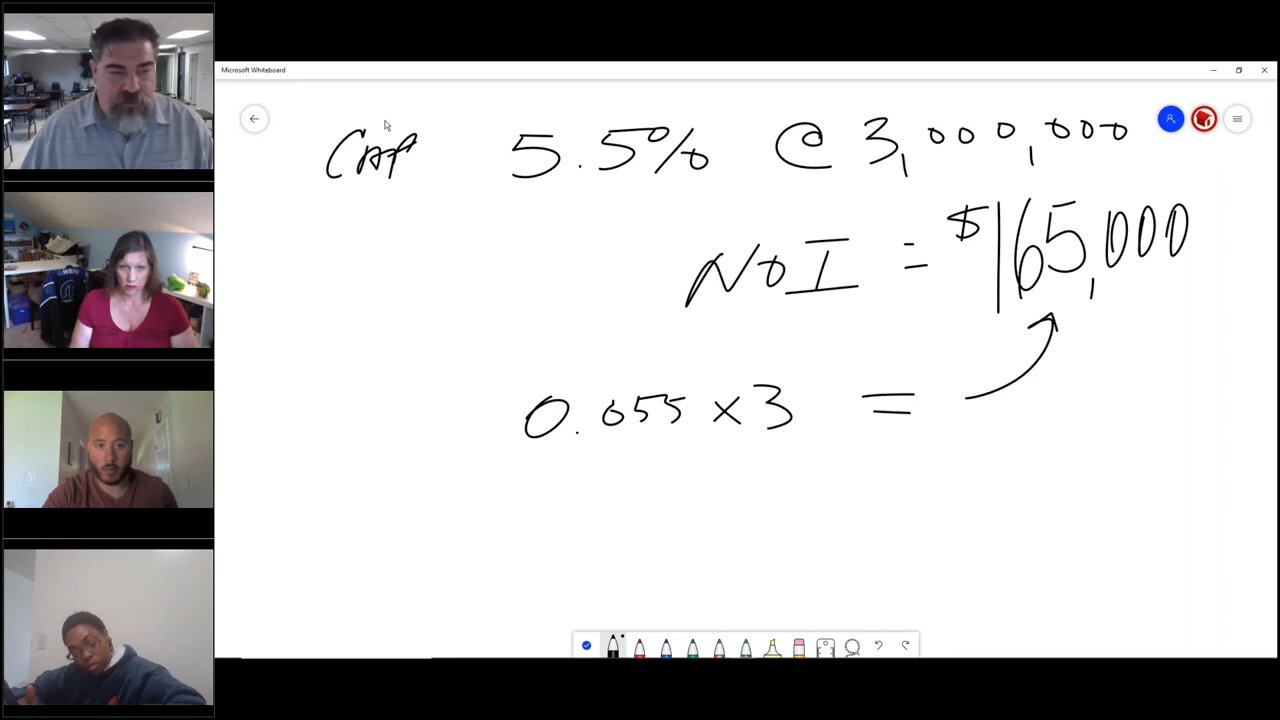 Microsoft Whiteboard
CAP 5.5% @ 3,000,000
NOI = $165,000
0.055 × 3 =